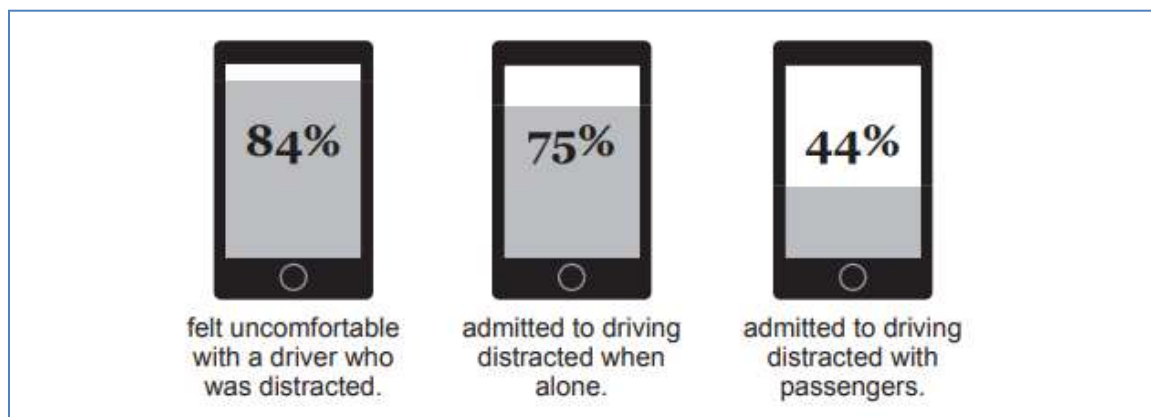 84%
75%
44%
felt uncomfortable
with a driver who
was distracted.
admitted to driving
distracted when
alone.
admitted to driving
distracted with
passengers.